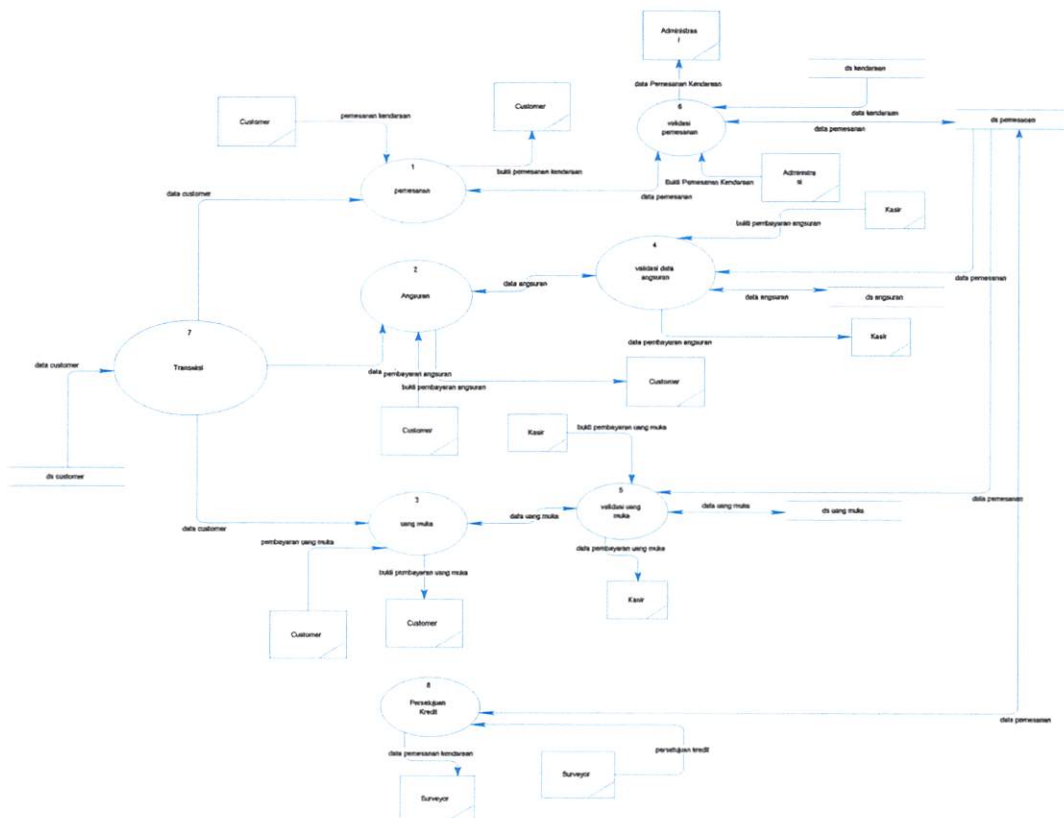 Administras
i
ds kendaraan
data Pemesanan Kendaraan
Customer
pemesanan kendaraan
Customer
6
validasi
pemesanan
data kendaraan
data pemesanan
ds pemesanan
bukti pemesanan kendaraan
1
pemesanan
Bukti Pemesanan Kendaraan
Administra
si
data pemesanan
data customer
Kasir
bukti pembayaran angsuran
4
validasi data
angsuran
2
Angsuran
data angsuran
data pemesanan
data angsuran
ds angsuran
7
Transaksi
data customer
Kasir
data pembayaran angsuran
data
pembayaran angsuran
bukti pembayaran angsuran
Customer
Customer
Kasir
bukti pembayaran uang muka
ds customer
data pemesanan
5
validasi uang
muka
3
uang muka
data uang muka
data uang muka
ds uang muka
data customer
pembayaran uang muka
data pembayaran uang muka
bukti pembayaran uang muka
Kasir
Customer
Customer
8
Persetujuan
Kredit
data pemesanan
data pemesanan kendaraan
persetujuan kredit
Surveyor
Surveyor